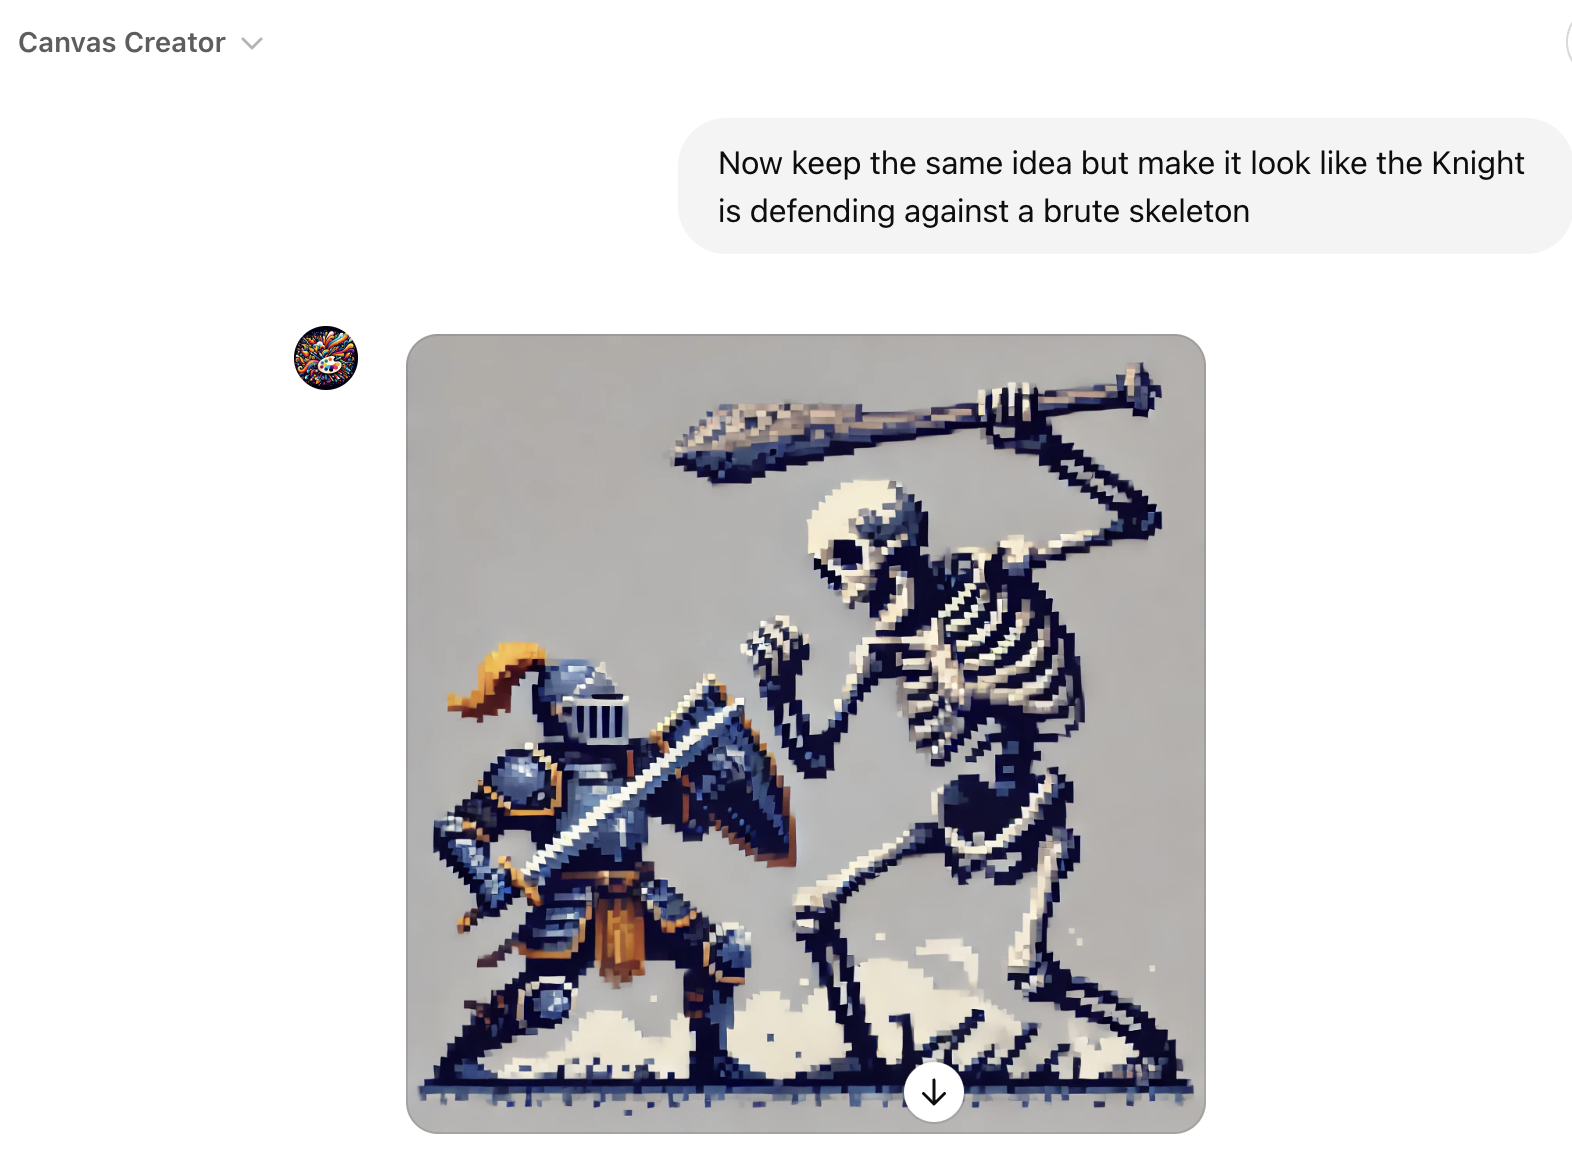 Canvas Creator
Now keep the same idea but make it look like the Knight
is defending against a brute skeleton